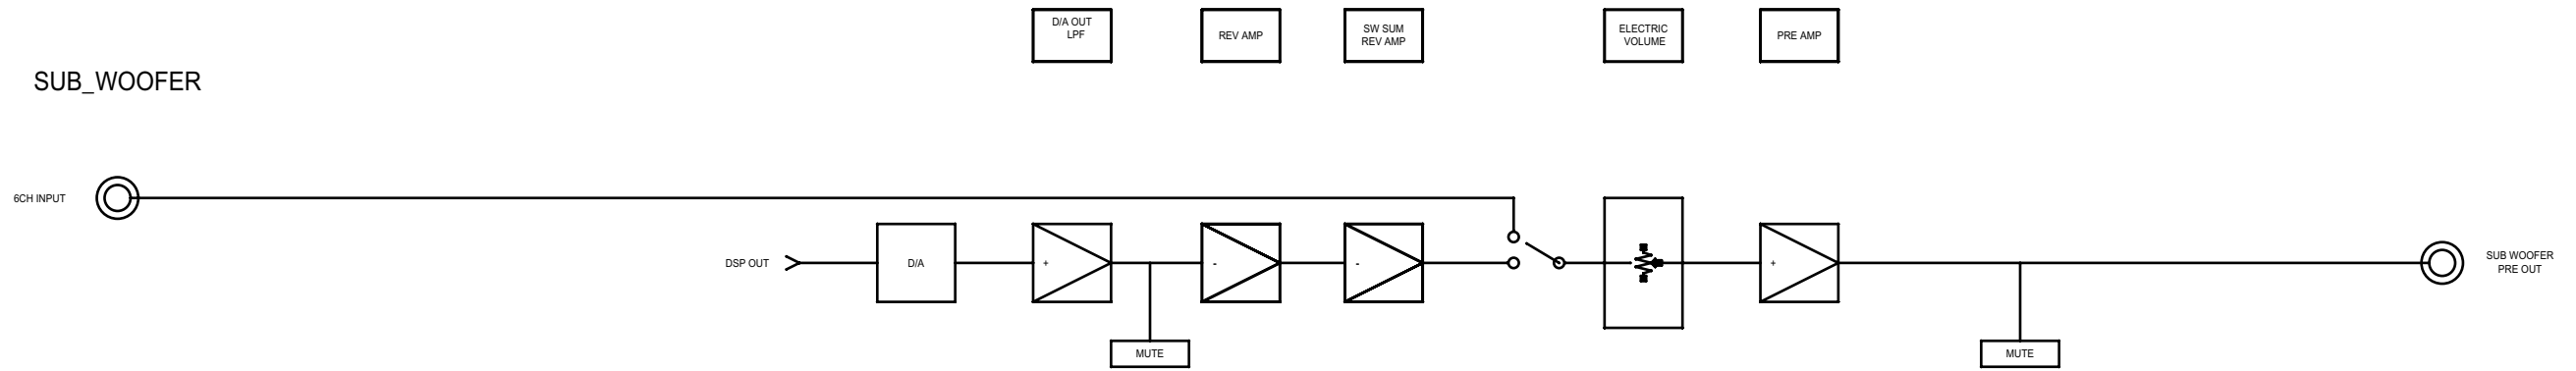 D/A OUT
LPF
REV AMP
SW SUM
REV AMP
ELECTRIC
VOLUME
PRE AMP
SUB_WOOFER
6CH INPUT
DSP OUT
D/A
+
-
-
+
SUB WOOFER
PRE OUT
MUTE
MUTE